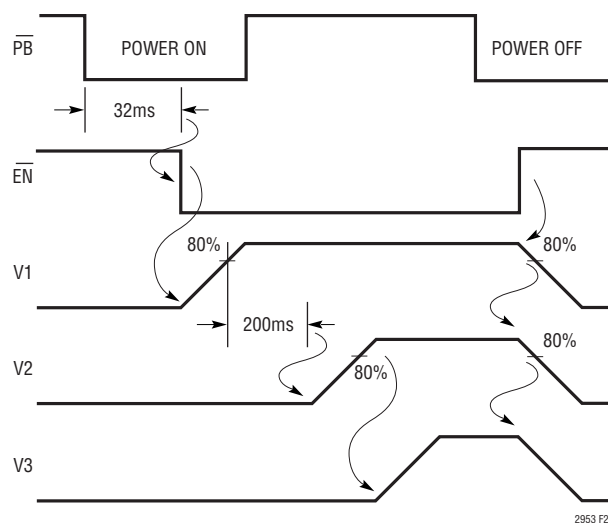 PB
POWER ON
POWER OFF
32ms
EN
80%
80%
V1
200ms
80%
V2
80%
V3
2953 F2